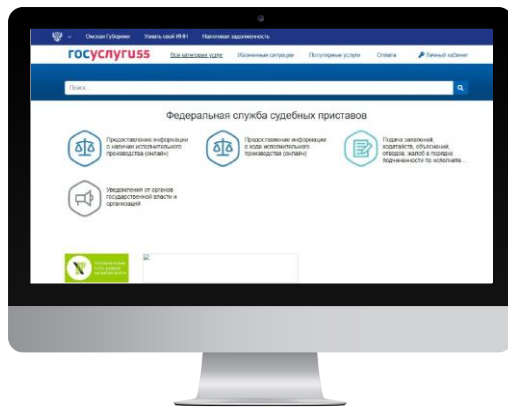 Омская Губерния Узнать свой ИНН Налоговая задолженность
госуслуги55 Все категории услуг Жизненные ситуации Популярные услуги Оплата Личный кабинет
Поиск
Федеральная служба судебных приставов
Предоставление информации
о наличии исполнительного
производства (онлайн)
Предоставление информации
о ходе исполнительного
производства (онлайн)
Подача заявлений,
ходатайств, объяснений,
отводов, жалоб в порядке
подчиненности по исполните...
Уведомления от органов
государственной власти и
организаций